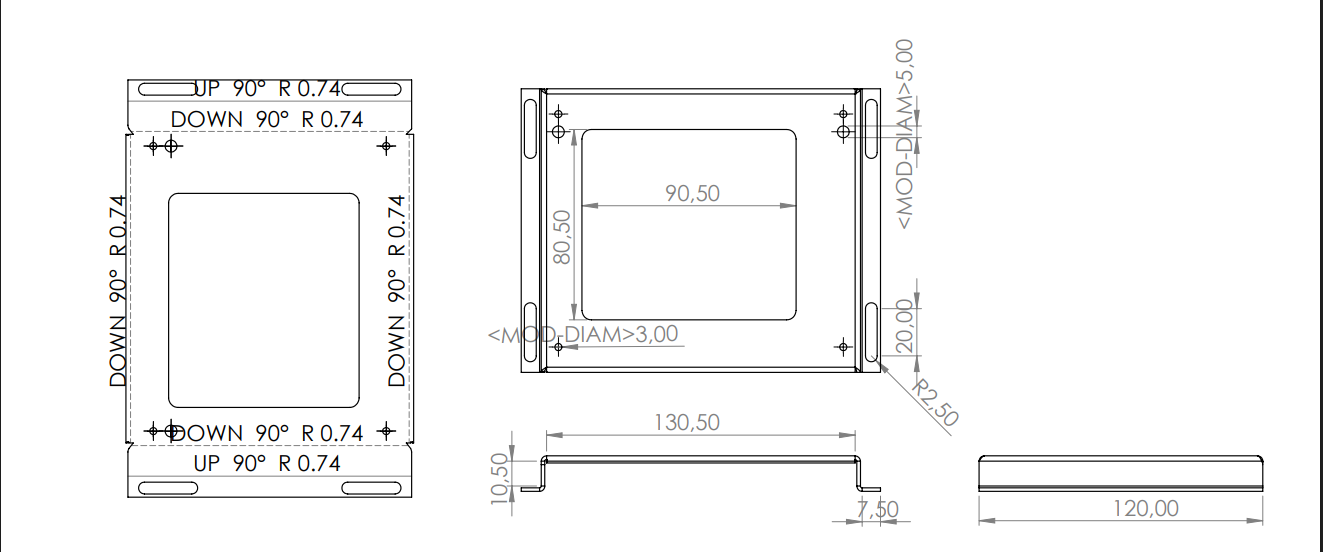 UP 90° R 0.74
DOWN 90° R 0.74
DOWN 90° R 0.74
DOWN 90° R 0.74
DOWN 90° R 0.74
UP 90° R 0.74
<MOD-DIAM>5,00
90,50
80,50
<MOD-DIAM>3,00
20,00
R2,50
130,50
10,50
7,50
120,00